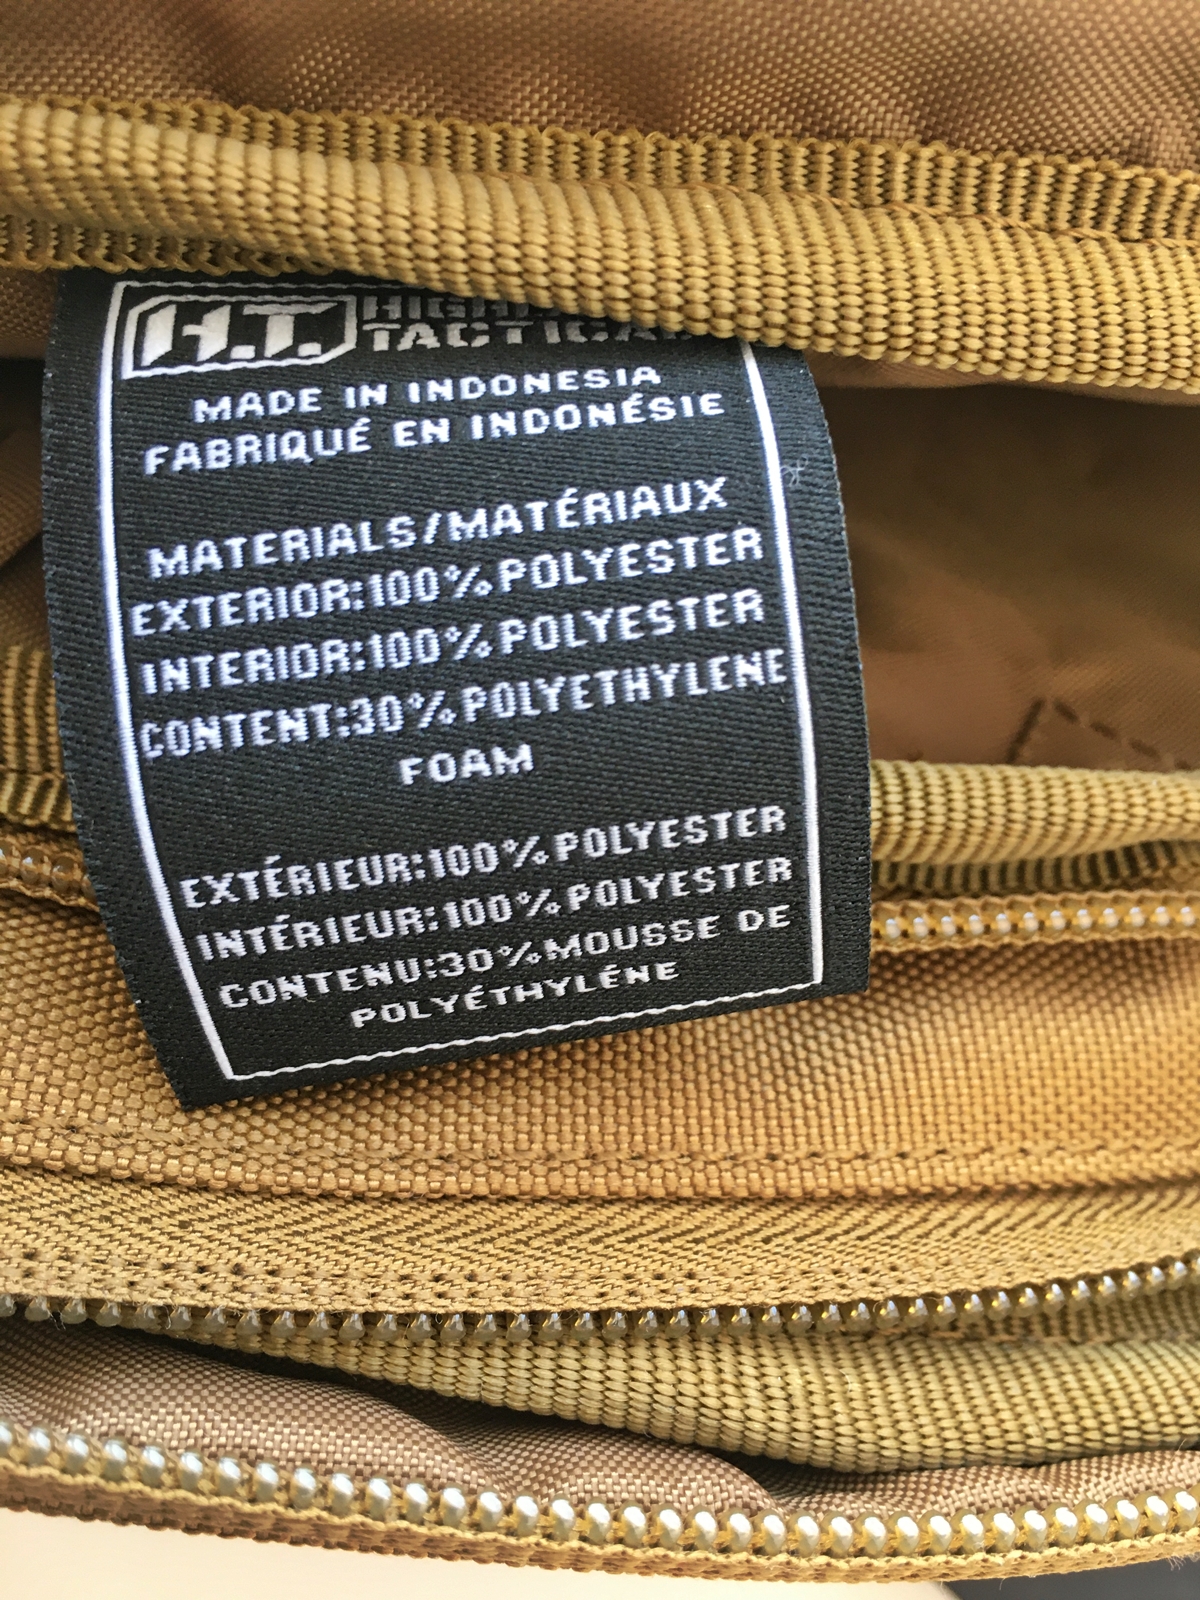 H.T.
TACTICAL
MADE IN INDONESIA
FABRIQUÉ EN INDONÉSIE
MATERIALS/MATÉRIAUX
EXTERIOR:100%POLYESTER
INTERIOR:100%POLYESTER
CONTENT:30%POLYETHYLENE
FOAM
EXTÉRIEUR:100%POLYESTER
INTÉRIEUR:100%POLYESTER
CONTENU:30%MOUSSE DE
POLYÉTHYLÉNE